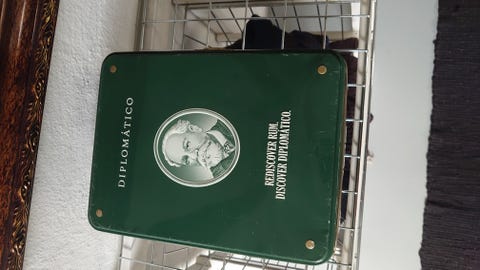 DIPLOMÁTICO
REDISCOVER RUM.
DISCOVER DIPLOMÁTICO.